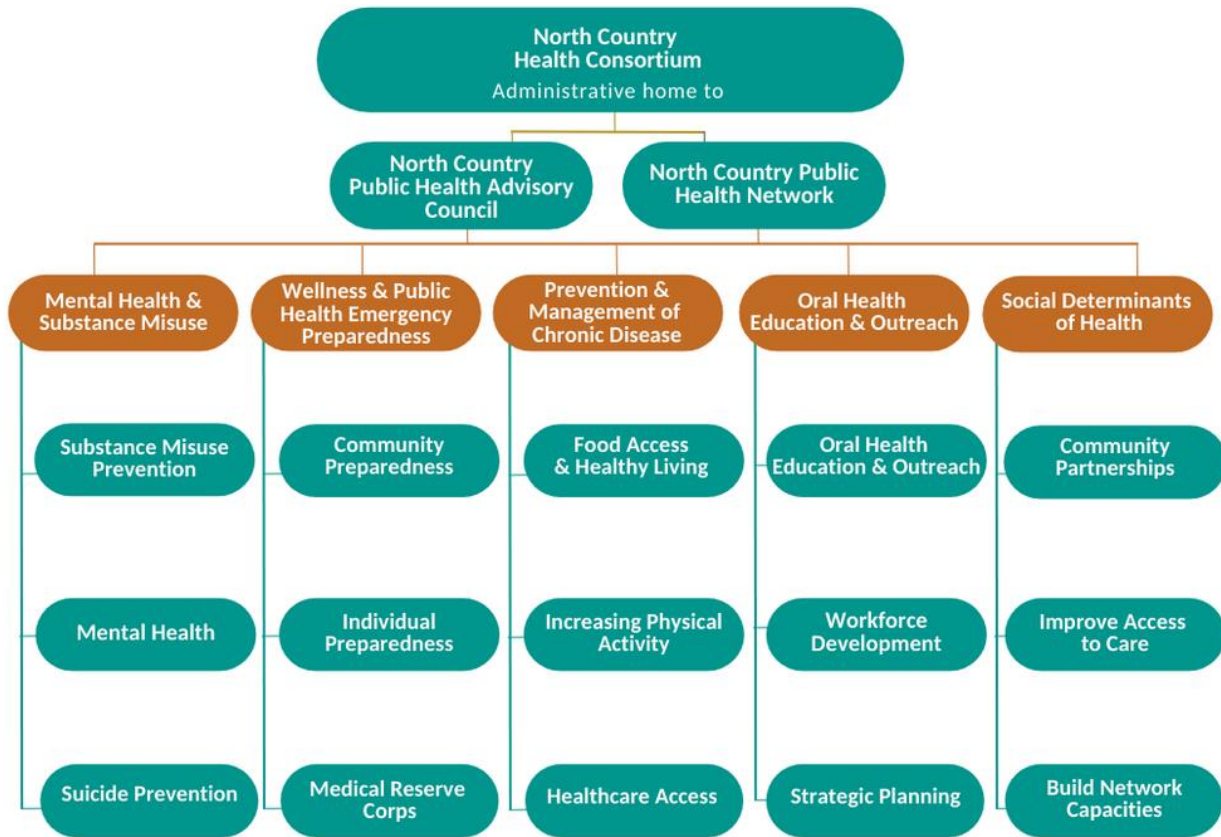 North Country
Health Consortium
Administrative home to
North Country
Public Health Advisory
Council
North Country Public
Health Network
Mental Health &
Substance Misuse
Wellness & Public
Health Emergency
Preparedness
Prevention &
Management of
Chronic Disease
Oral Health
Education & Outreach
Social Determinants
of Health
Substance Misuse
Prevention
Community
Preparedness
Food Access
& Healthy Living
Oral Health
Education & Outreach
Community
Partnerships
Mental Health
Individual
Preparedness
Increasing Physical
Activity
Workforce
Development
Improve Access
to Care
Suicide Prevention
Medical Reserve
Corps
Healthcare Access
Strategic Planning
Build Network
Capacities